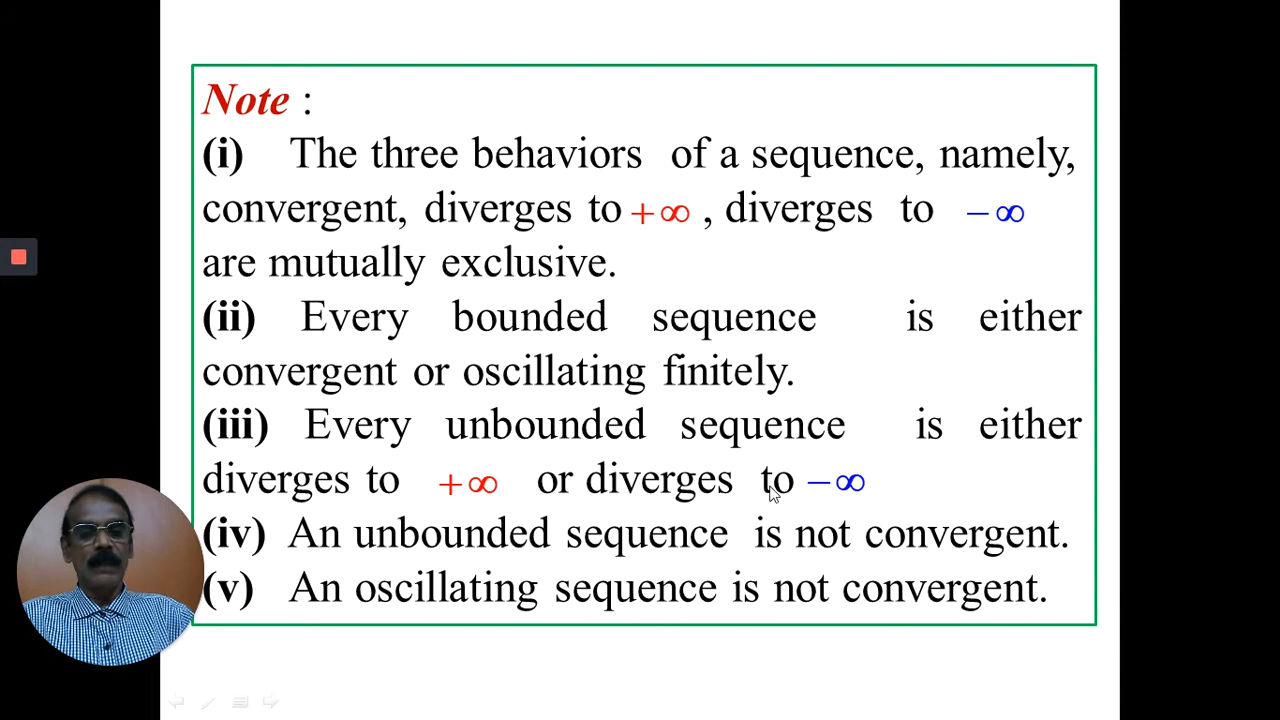 Note :
(i) The three behaviors of a sequence, namely,
convergent, diverges to +∞ , diverges to −∞
are mutually exclusive.
(ii) Every bounded sequence is either
convergent or oscillating finitely.
(iii) Every unbounded sequence is either
diverges to +∞ or diverges to −∞
(iv) An unbounded sequence is not convergent.
(v) An oscillating sequence is not convergent.